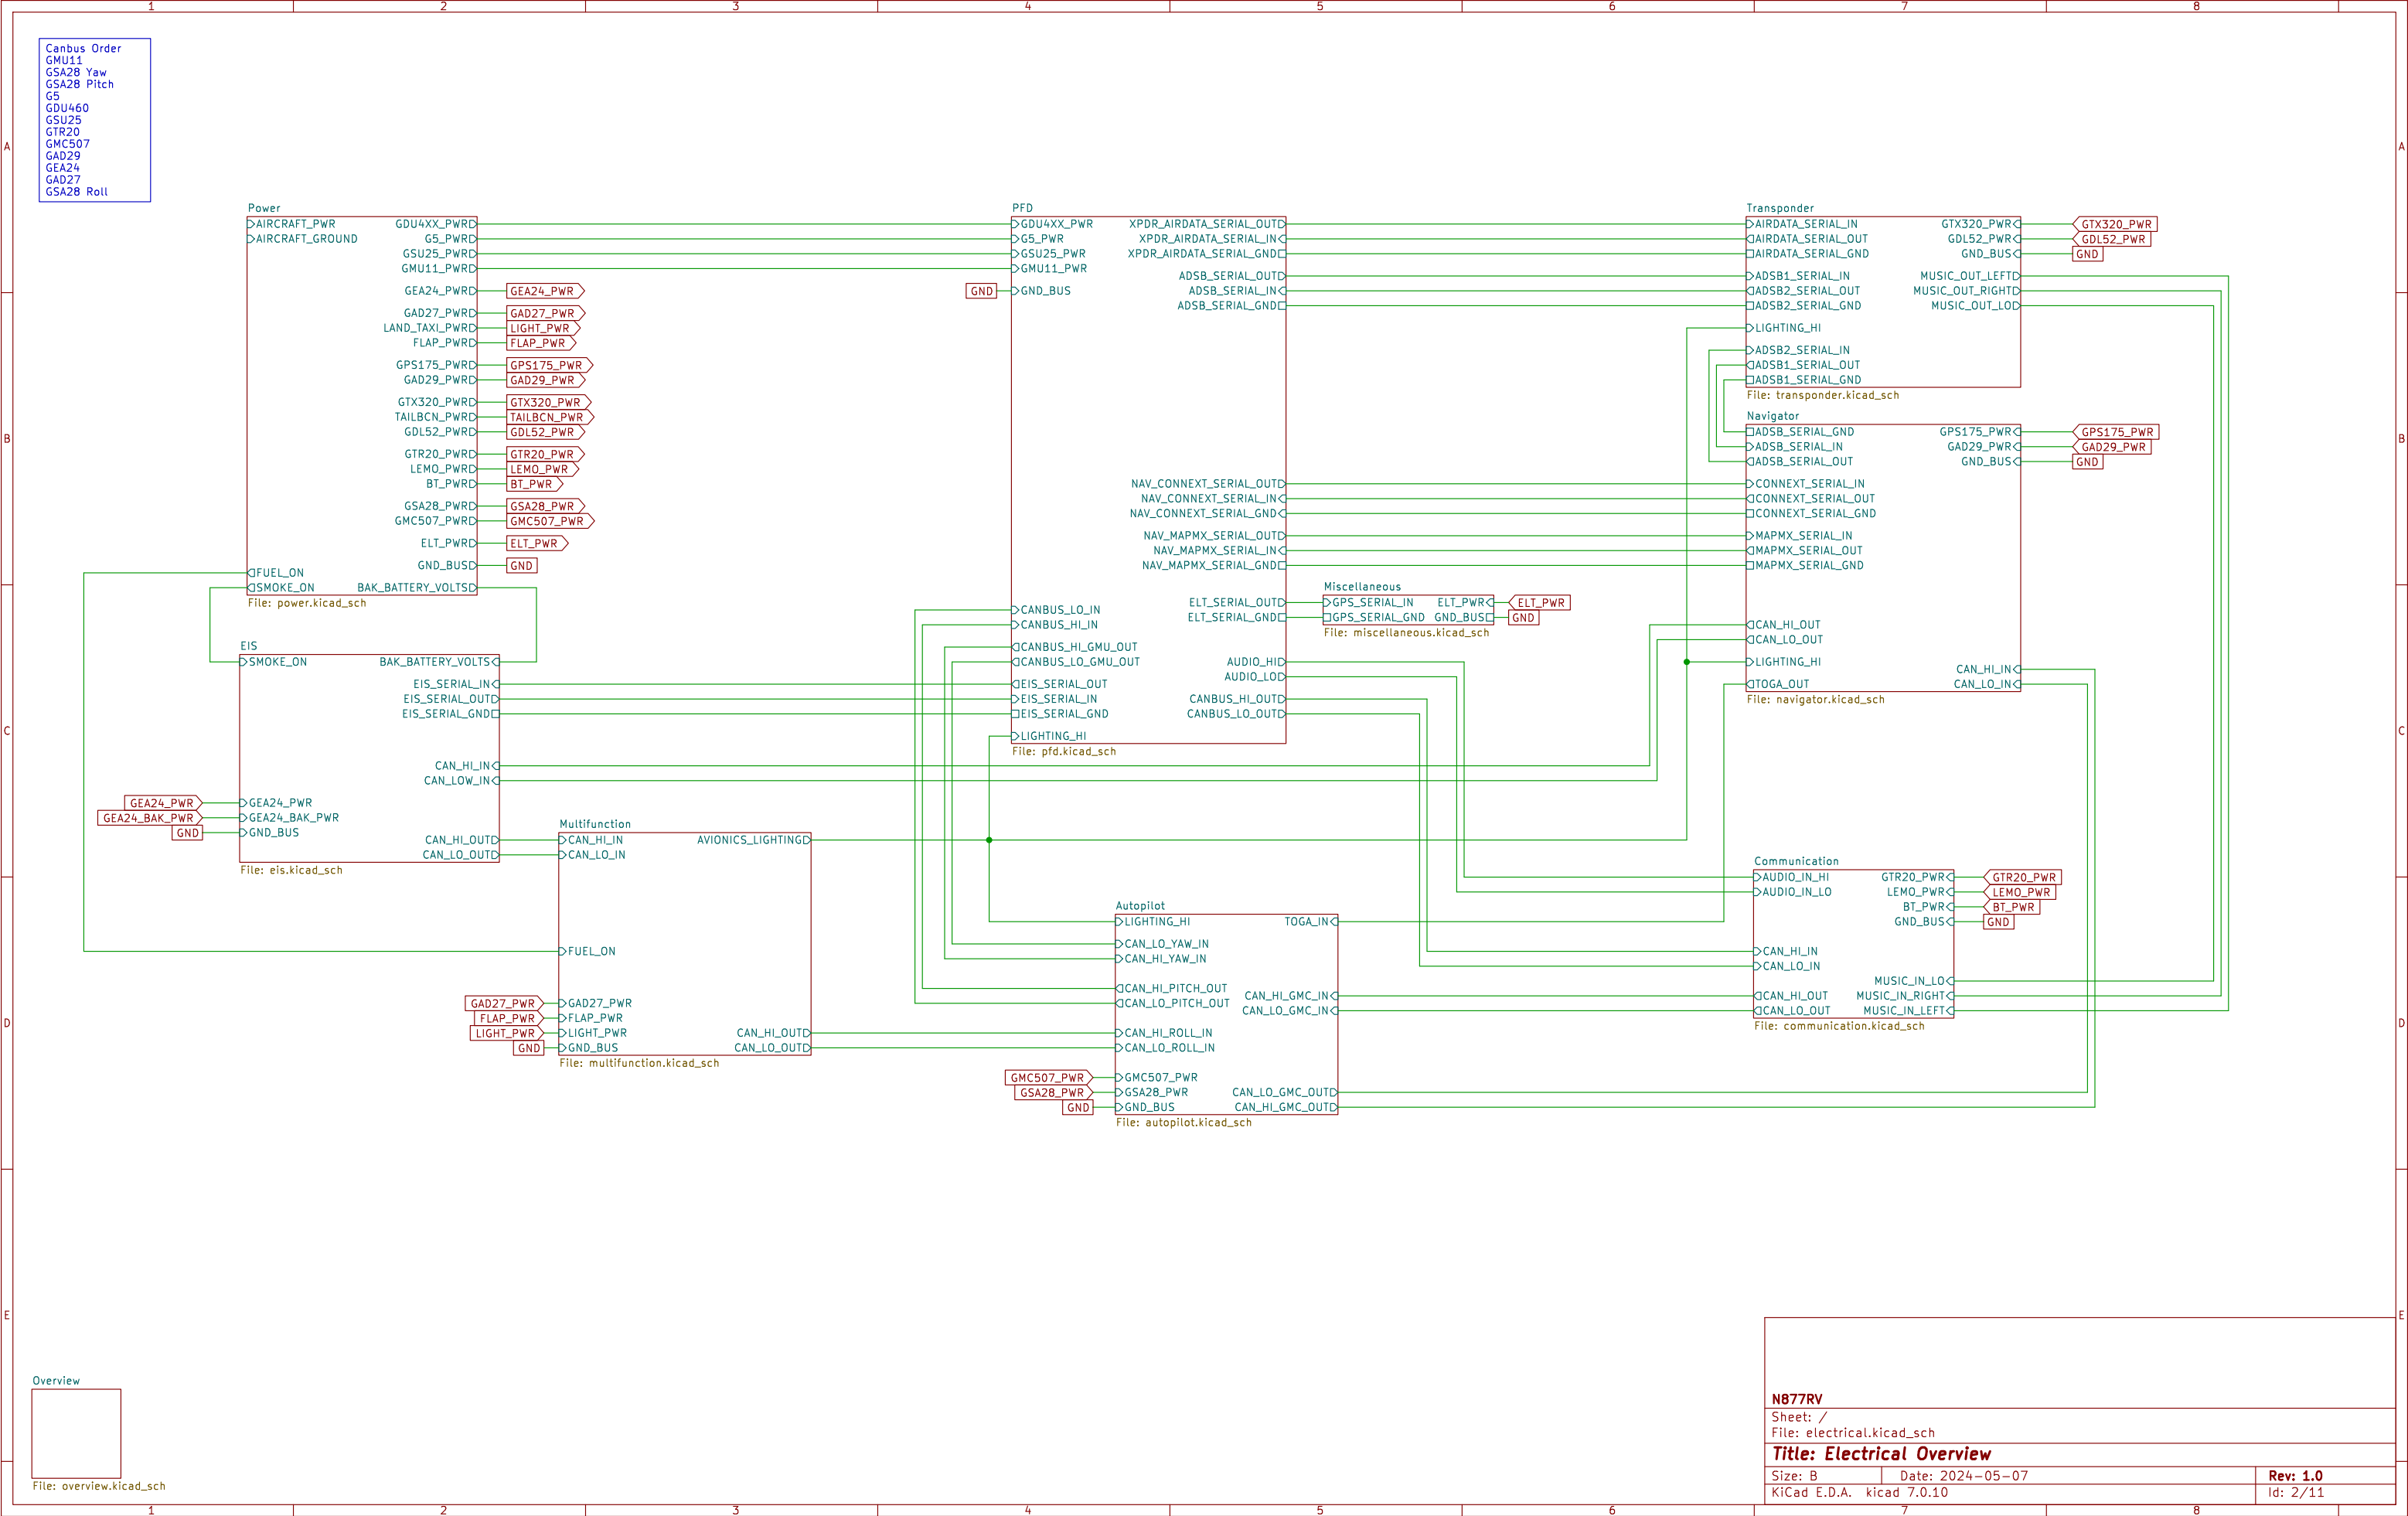 1 2 3 4 5 6 7 8
Canbus Order
GMU11
GSA28 Yaw
GSA28 Pitch
G5
GDU460
GSU25
GTR20
GMC507
GAD29
GEA24
GAD27
GSA28 Roll
A A
B B
C C
D D
E E
Power
AIRCRAFT_PWR
AIRCRAFT_GROUND
FUEL_ON
SMOKE_ON
GDU4XX_PWR
G5_PWR
GSU25_PWR
GMU11_PWR
GEA24_PWR GEA24_PWR
GAD27_PWR GAD27_PWR
LAND_TAXI_PWR LIGHT_PWR
FLAP_PWR FLAP_PWR
GPS175_PWR GPS175_PWR
GAD29_PWR GAD29_PWR
GTX320_PWR GTX320_PWR
TAILBCN_PWR TAILBCN_PWR
GDL52_PWR GDL52_PWR
GTR20_PWR GTR20_PWR
LEMO_PWR LEMO_PWR
BT_PWR BT_PWR
GSA28_PWR GSA28_PWR
GMC507_PWR GMC507_PWR
ELT_PWR ELT_PWR
GND_BUS GND
BAK_BATTERY_VOLTS
File: power.kicad_sch
EIS
SMOKE_ON
BAK_BATTERY_VOLTS
EIS_SERIAL_IN
EIS_SERIAL_OUT
EIS_SERIAL_GND
CAN_HI_IN
CAN_LOW_IN
GEA24_PWR GEA24_PWR
GEA24_BAK_PWR GEA24_BAK_PWR
GND GND_BUS
CAN_HI_OUT
CAN_LO_OUT
File: eis.kicad_sch
Multifunction
CAN_HI_IN
CAN_LO_IN
AVIONICS_LIGHTING
FUEL_ON
GAD27_PWR GAD27_PWR
FLAP_PWR FLAP_PWR
LIGHT_PWR LIGHT_PWR
GND GND_BUS
CAN_HI_OUT
CAN_LO_OUT
File: multifunction.kicad_sch
PFD
GDU4XX_PWR
G5_PWR
GSU25_PWR
GMU11_PWR
GND GND_BUS
CANBUS_LO_IN
CANBUS_HI_IN
CANBUS_HI_GMU_OUT
CANBUS_LO_GMU_OUT
EIS_SERIAL_OUT
EIS_SERIAL_IN
EIS_SERIAL_GND
LIGHTING_HI
XPDR_AIRDATA_SERIAL_OUT
XPDR_AIRDATA_SERIAL_IN
XPDR_AIRDATA_SERIAL_GND
ADSB_SERIAL_OUT
ADSB_SERIAL_IN
ADSB_SERIAL_GND
NAV_CONNEXT_SERIAL_OUT
NAV_CONNEXT_SERIAL_IN
NAV_CONNEXT_SERIAL_GND
NAV_MAPMX_SERIAL_OUT
NAV_MAPMX_SERIAL_IN
NAV_MAPMX_SERIAL_GND
ELT_SERIAL_OUT
ELT_SERIAL_GND
AUDIO_HI
AUDIO_LO
CANBUS_HI_OUT
CANBUS_LO_OUT
File: pfd.kicad_sch
Miscellaneous
GPS_SERIAL_IN ELT_PWR ELT_PWR
GPS_SERIAL_GND GND_BUS GND
File: miscellaneous.kicad_sch
Autopilot
LIGHTING_HI TOGA_IN
CAN_LO_YAW_IN
CAN_HI_YAW_IN
CAN_HI_PITCH_OUT
CAN_LO_PITCH_OUT
CAN_HI_GMC_IN
CAN_LO_GMC_IN
CAN_HI_ROLL_IN
CAN_LO_ROLL_IN
GMC507_PWR GMC507_PWR
GSA28_PWR GSA28_PWR
GND GND_BUS
CAN_LO_GMC_OUT
CAN_HI_GMC_OUT
File: autopilot.kicad_sch
Transponder
AIRDATA_SERIAL_IN
AIRDATA_SERIAL_OUT
AIRDATA_SERIAL_GND
ADSB1_SERIAL_IN
ADSB2_SERIAL_OUT
ADSB2_SERIAL_GND
LIGHTING_HI
ADSB2_SERIAL_IN
ADSB1_SERIAL_OUT
ADSB1_SERIAL_GND
GTX320_PWR GTX320_PWR
GDL52_PWR GDL52_PWR
GND_BUS GND
MUSIC_OUT_LEFT
MUSIC_OUT_RIGHT
MUSIC_OUT_LO
File: transponder.kicad_sch
Navigator
ADSB_SERIAL_GND
ADSB_SERIAL_IN
ADSB_SERIAL_OUT
CONNEXT_SERIAL_IN
CONNEXT_SERIAL_OUT
CONNEXT_SERIAL_GND
MAPMX_SERIAL_IN
MAPMX_SERIAL_OUT
MAPMX_SERIAL_GND
CAN_HI_OUT
CAN_LO_OUT
LIGHTING_HI
TOGA_OUT
GPS175_PWR GPS175_PWR
GAD29_PWR GAD29_PWR
GND_BUS GND
CAN_HI_IN
CAN_LO_IN
File: navigator.kicad_sch
Communication
AUDIO_IN_HI
AUDIO_IN_LO
CAN_HI_IN
CAN_LO_IN
CAN_HI_OUT
CAN_LO_OUT
GTR20_PWR GTR20_PWR
LEMO_PWR LEMO_PWR
BT_PWR BT_PWR
GND_BUS GND
MUSIC_IN_LO
MUSIC_IN_RIGHT
MUSIC_IN_LEFT
File: communication.kicad_sch
Overview
File: overview.kicad_sch
N877RV
Sheet: /
File: electrical.kicad_sch
Title: Electrical Overview
Size: B Date: 2024-05-07 Rev: 1.0
KiCad E.D.A. kicad 7.0.10 Id: 2/11
1 2 3 4 5 6 7 8